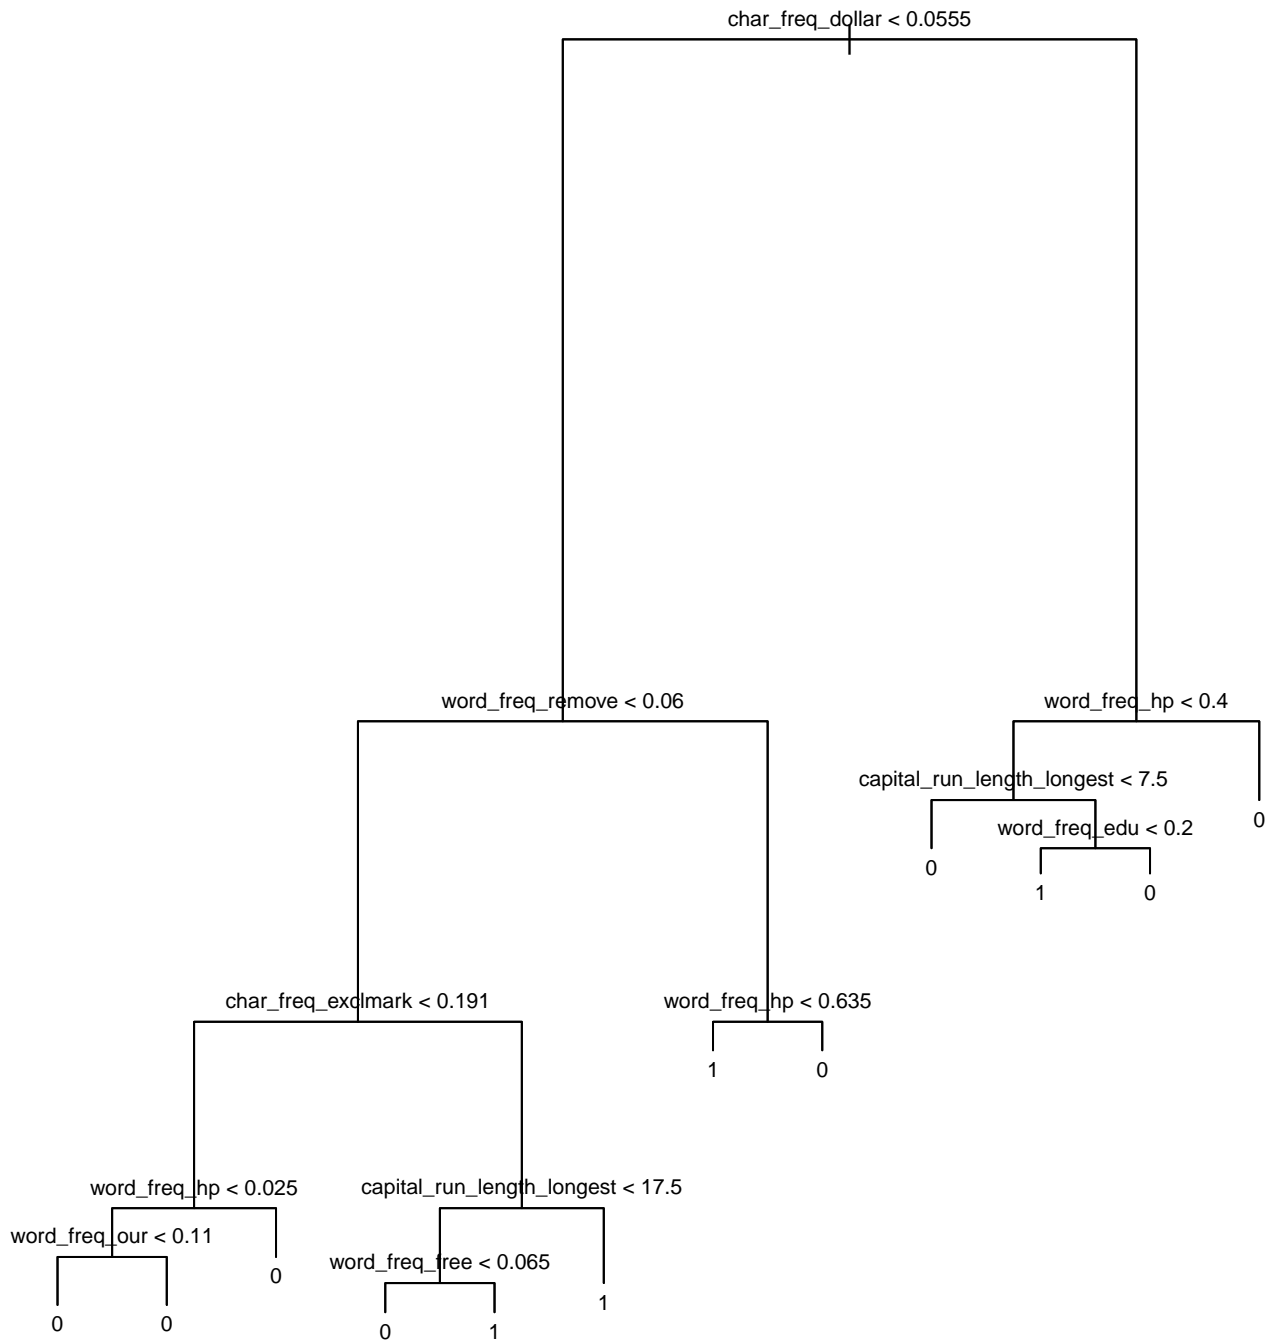 char_freq_dollar < 0.0555
word_freq_remove < 0.06
word_freq_hp < 0.4
capital_run_length_longest < 7.5
0
word_freq_edu < 0.2
0
1
0
char_freq_exclmark < 0.191
word_freq_hp < 0.635
1
0
word_freq_hp < 0.025
capital_run_length_longest < 17.5
word_freq_our < 0.11
word_freq_free < 0.065
0
1
0
0
0
1